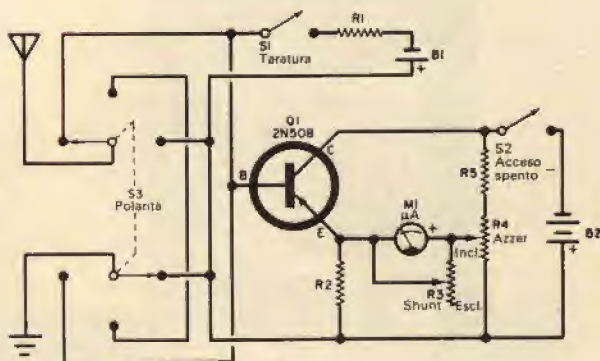 R1
S1
Taratura
B1
+
Q1
2N508
C
B
E
S3
Polarità
S2
Acceso
spento
−
R5
M1
μA
+
R4
Azzer
Incl.
B2
+
R2
R3
Shunt
Escl.